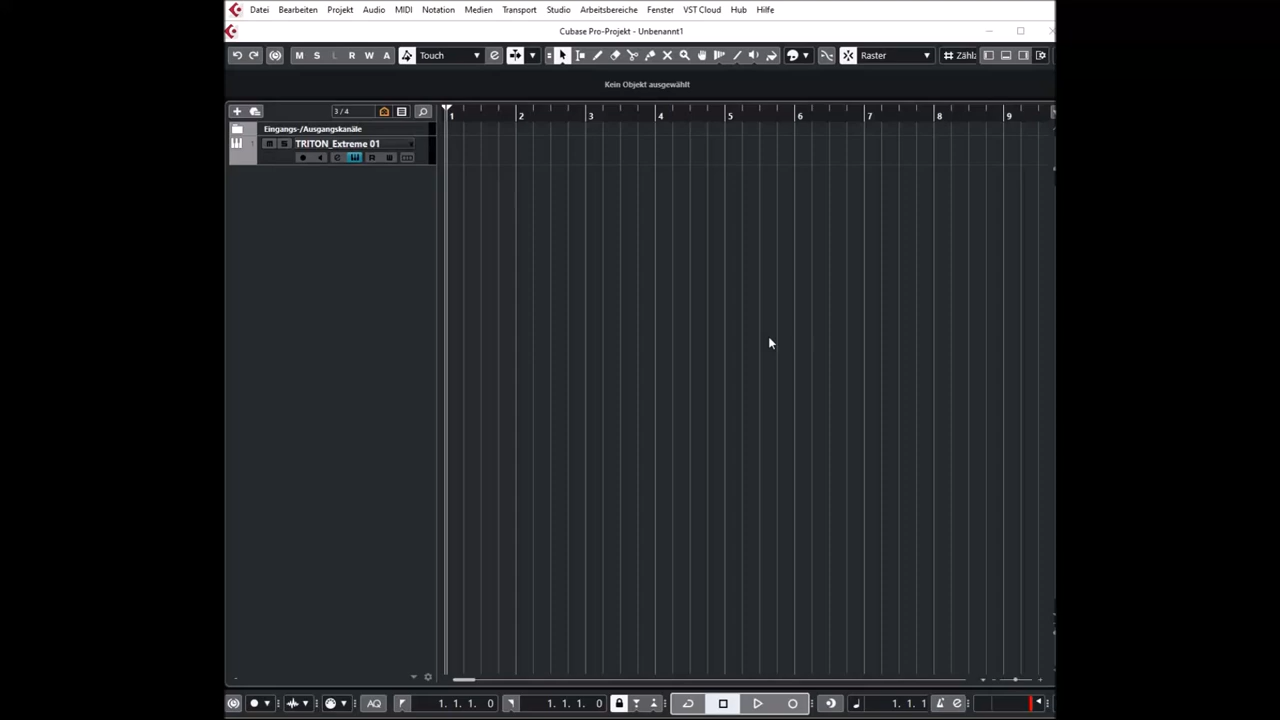 Datei Bearbeiten Projekt Audio MIDI Notation Medien Transport Studio Arbeitsbereiche Fenster VST Cloud Hub Hilfe
Cubase Pro-Projekt - Unbenannt1
M S L R W A Touch Raster Zähl
Kein Objekt ausgewählt
3 / 4
1 2 3 4 5 6 7 8 9
Eingangs-/Ausgangskanäle
1 m S TRITON_Extreme 01
e R W
AQ 1. 1. 1. 0 1. 1. 1. 0 1. 1. 1